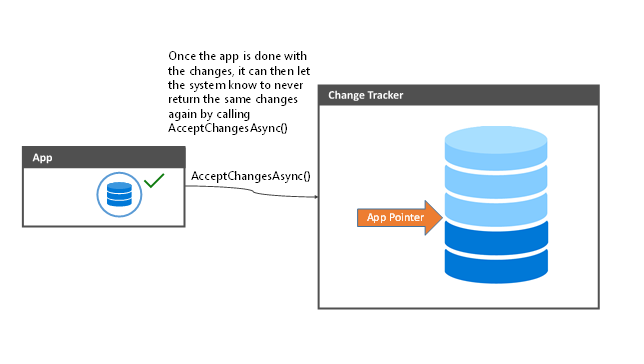 Once the app is done with
the changes, it can then let
the system know to never
return the same changes
again by calling
AcceptChangesAsync()
Change Tracker
App
AcceptChangesAsync()
App Pointer